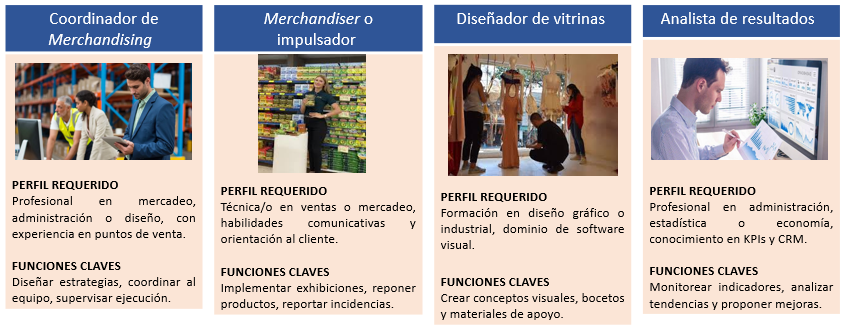 Coordinador de
Merchandising
PERFIL REQUERIDO
Profesional en mercadeo,
administración o diseño, con
experiencia en puntos de venta.
FUNCIONES CLAVES
Diseñar estrategias, coordinar al
equipo, supervisar ejecución.
Merchandiser o
impulsador
PERFIL REQUERIDO
Técnica/o en ventas o mercadeo,
habilidades comunicativas y
orientación al cliente.
FUNCIONES CLAVES
Implementar exhibiciones, reponer
productos, reportar incidencias.
Diseñador de vitrinas
PERFIL REQUERIDO
Formación en diseño gráfico o
industrial, dominio de software
visual.
FUNCIONES CLAVES
Crear conceptos visuales, bocetos
y materiales de apoyo.
Analista de resultados
PERFIL REQUERIDO
Profesional en administración,
estadística o economía,
conocimiento en KPIs y CRM.
FUNCIONES CLAVES
Monitorear indicadores, analizar
tendencias y proponer mejoras.